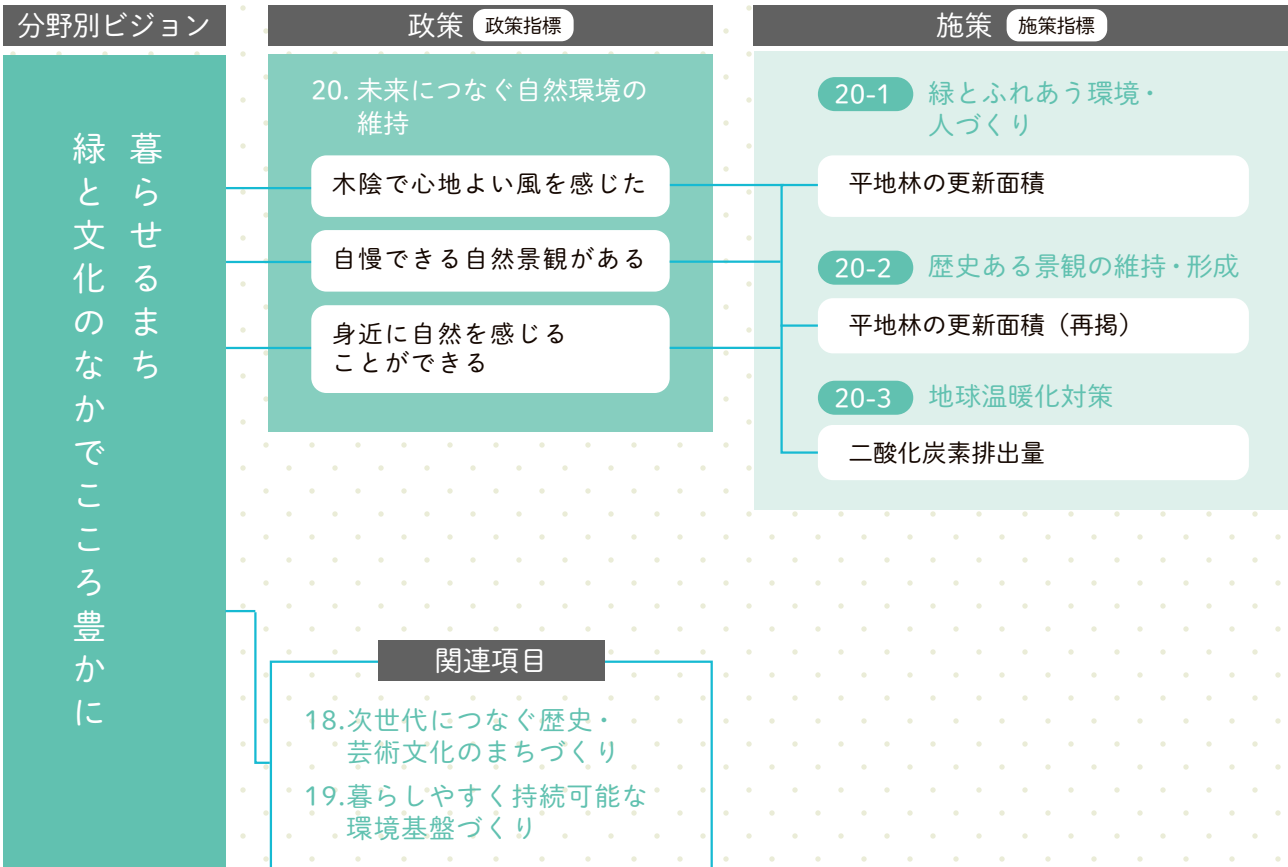 分野別ビジョン
政策 政策指標
施策 施策指標
緑と文化のなかでこころ豊かに
暮らせるまち
20. 未来につなぐ自然環境の
維持
木陰で心地よい風を感じた
自慢できる自然景観がある
身近に自然を感じる
ことができる
20-1 緑とふれあう環境・
人づくり
平地林の更新面積
20-2 歴史ある景観の維持・形成
平地林の更新面積（再掲）
20-3 地球温暖化対策
二酸化炭素排出量
関連項目
18.次世代につなぐ歴史・
芸術文化のまちづくり
19.暮らしやすく持続可能な
環境基盤づくり